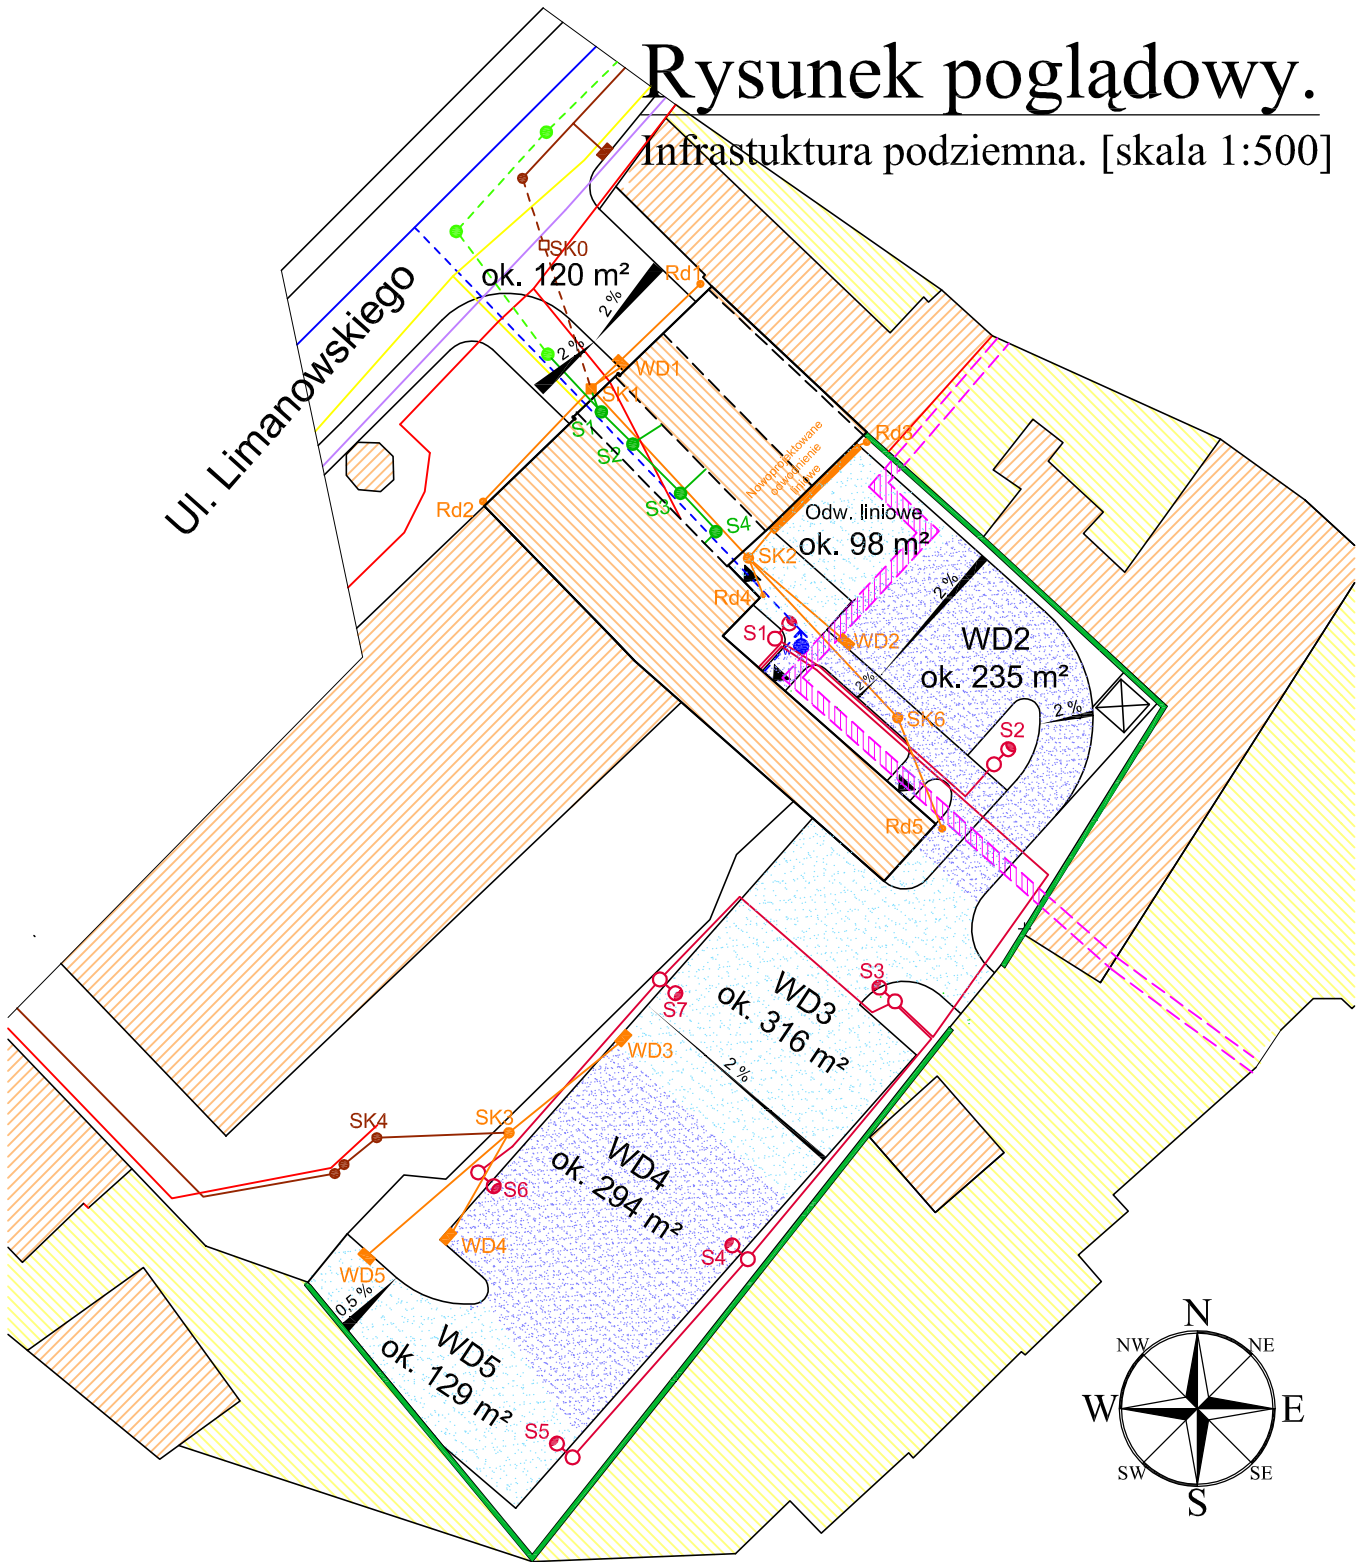 Rysunek poglądowy.
Infrastuktura podziemna. [skala 1:500]
Ul. Limanowskiego
SK0
ok. 120 m²
2 %
2 %
Rd1
WD1
SK1
S1
S2
S3
S4
Rd2
Rd3
Nowoprojektowane
odwodnienie
liniowe
Odw. liniowe
ok. 98 m²
SK2
Rd4
S1
WD2
2 %
WD2
ok. 235 m²
2 %
2 %
SK6
S2
Rd5
S3
S7
WD3
ok. 316 m²
2 %
WD3
SK4
SK3
S6
WD4
ok. 294 m²
WD4
S4
WD5
0,5 %
WD5
ok. 129 m²
S5
N
NW
NE
W
E
SW
SE
S